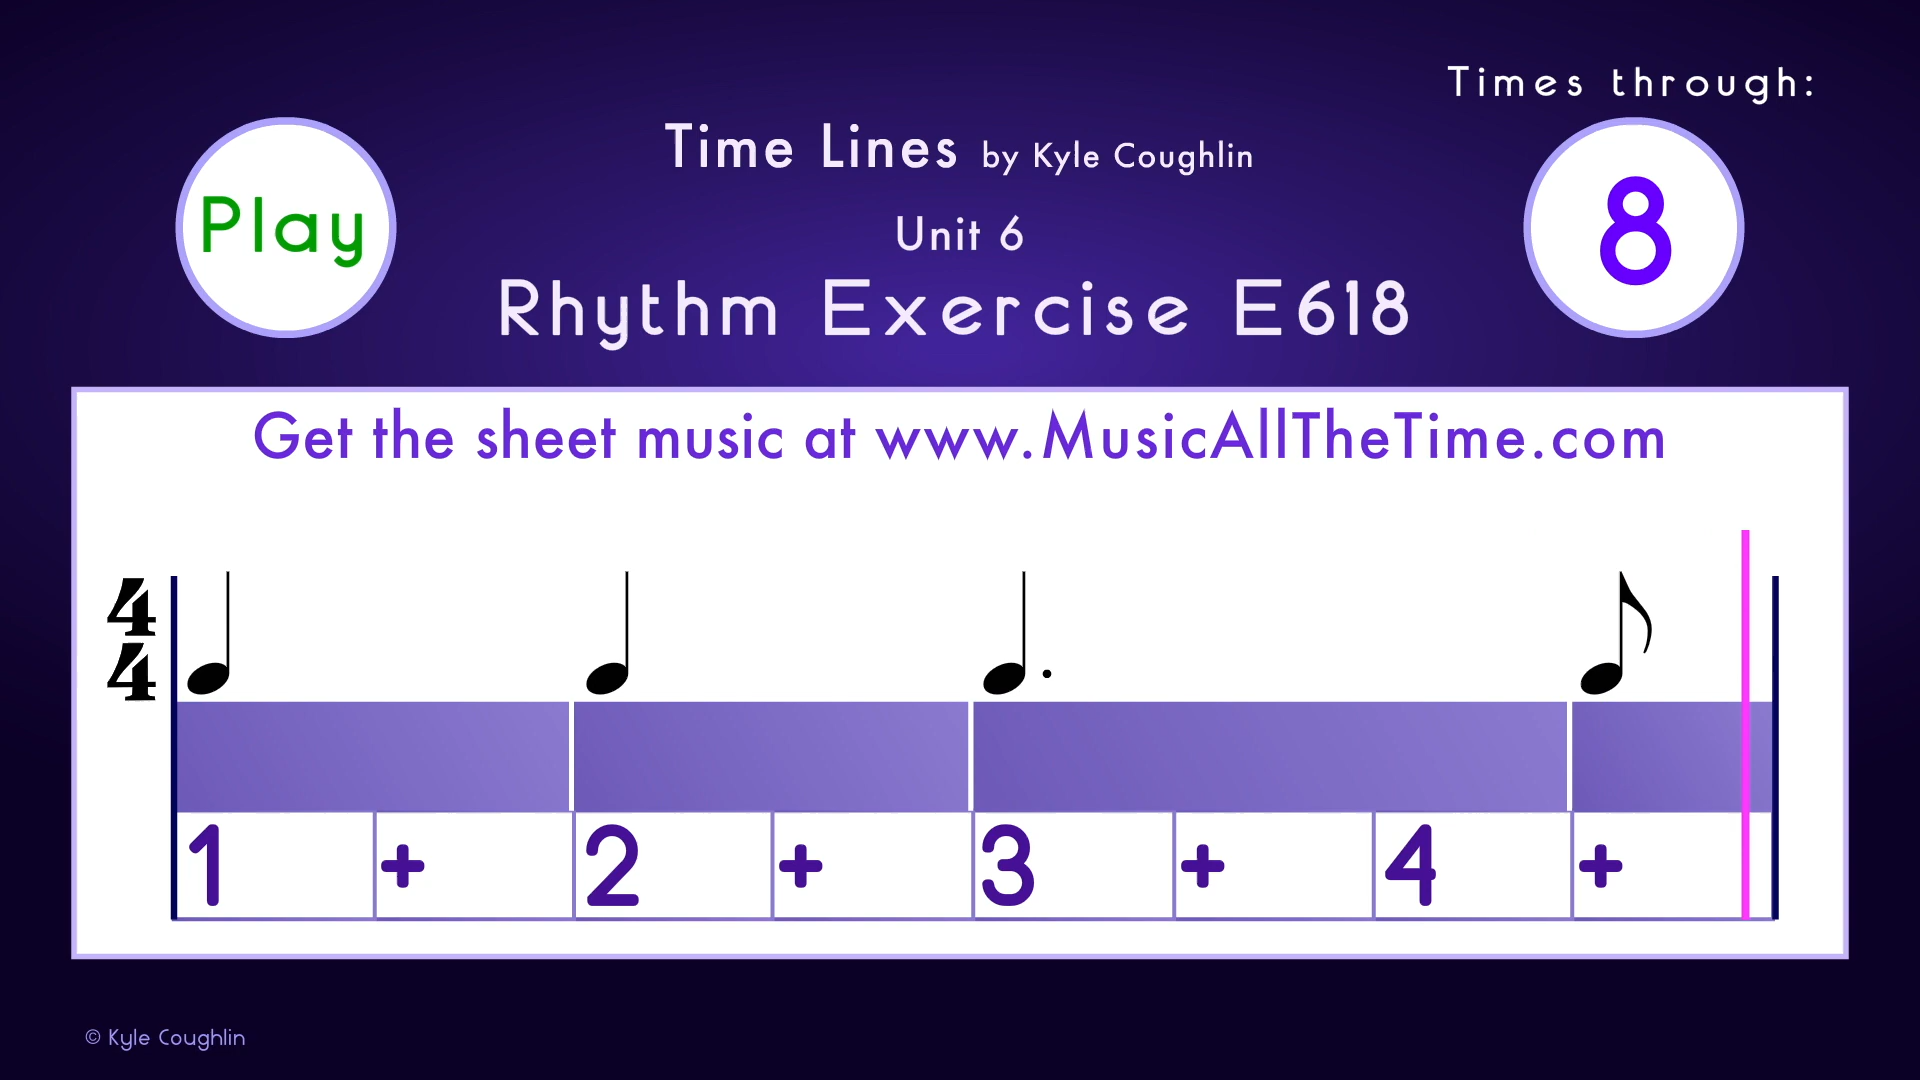 Times through:
Time Lines by Kyle Coughlin
Play
8
Unit 6
Rhythm Exercise E618
Get the sheet music at www.MusicAllTheTime.com
4
4
1 + 2 + 3 + 4 +
© Kyle Coughlin